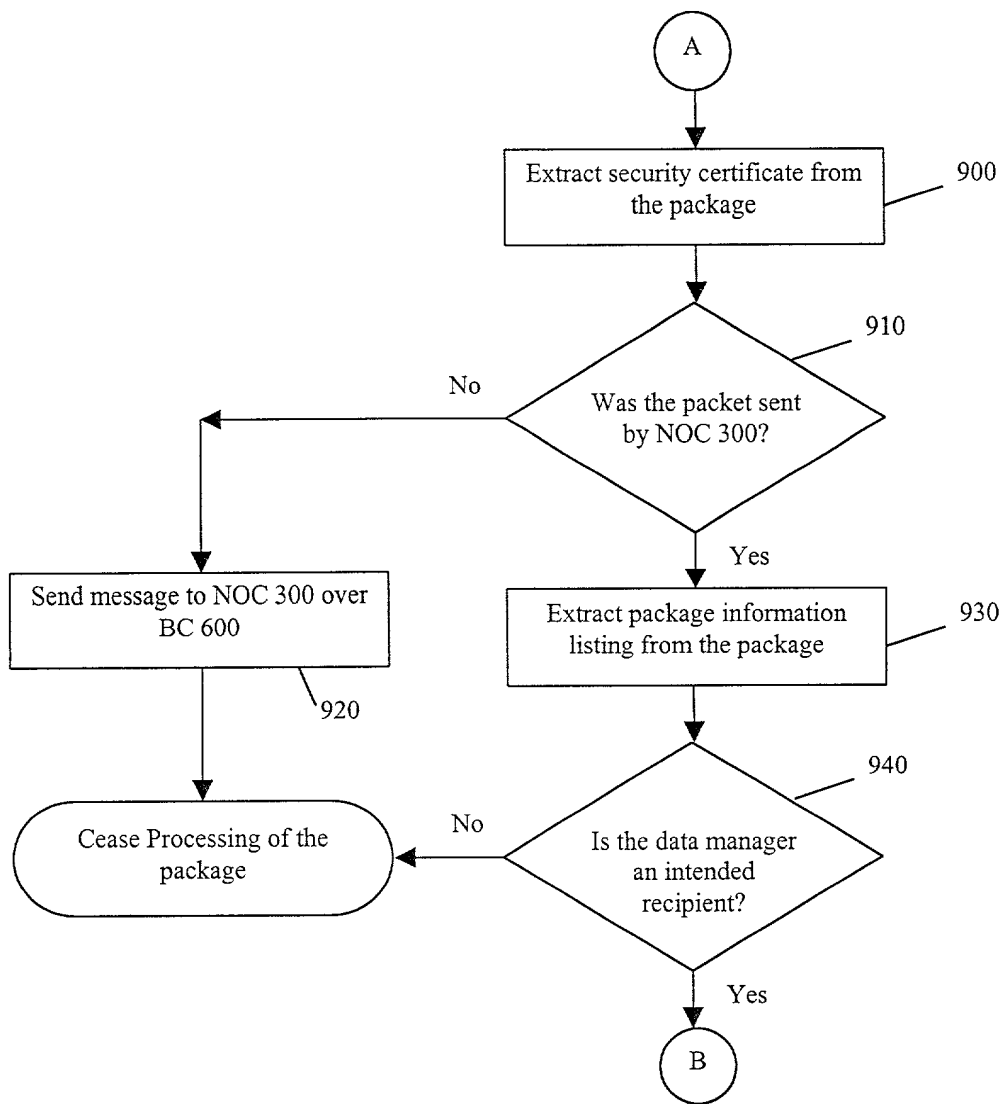 A
Extract security certificate from
the package
900
910
No
Was the packet sent
by NOC 300?
Yes
Send message to NOC 300 over
BC 600
920
Extract package information
listing from the package
930
940
No
Cease Processing of the
package
Is the data manager
an intended
recipient?
Yes
B